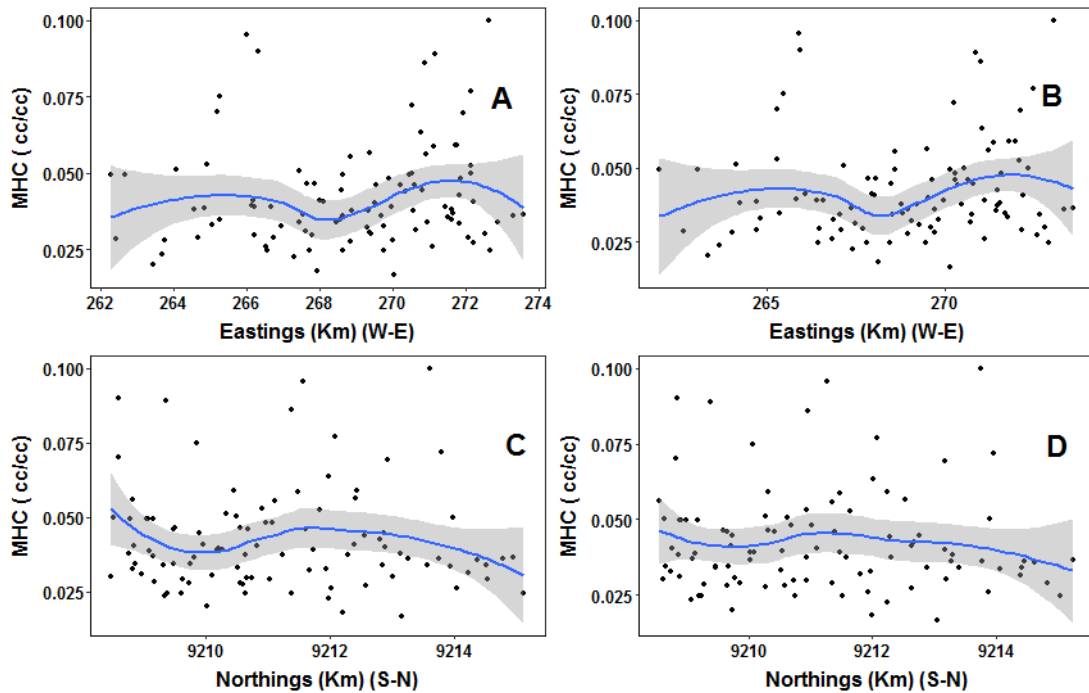 0.100
0.075
0.050
0.025
MHC ( cc/cc)
A
262 264 266 268 270 272 274
Eastings (Km) (W-E)
0.100
0.075
0.050
0.025
MHC ( cc/cc)
B
265 270
Eastings (Km) (W-E)
0.100
0.075
0.050
0.025
MHC ( cc/cc)
C
9210 9212 9214
Northings (Km) (S-N)
0.100
0.075
0.050
0.025
MHC ( cc/cc)
D
9210 9212 9214
Northings (Km) (S-N)